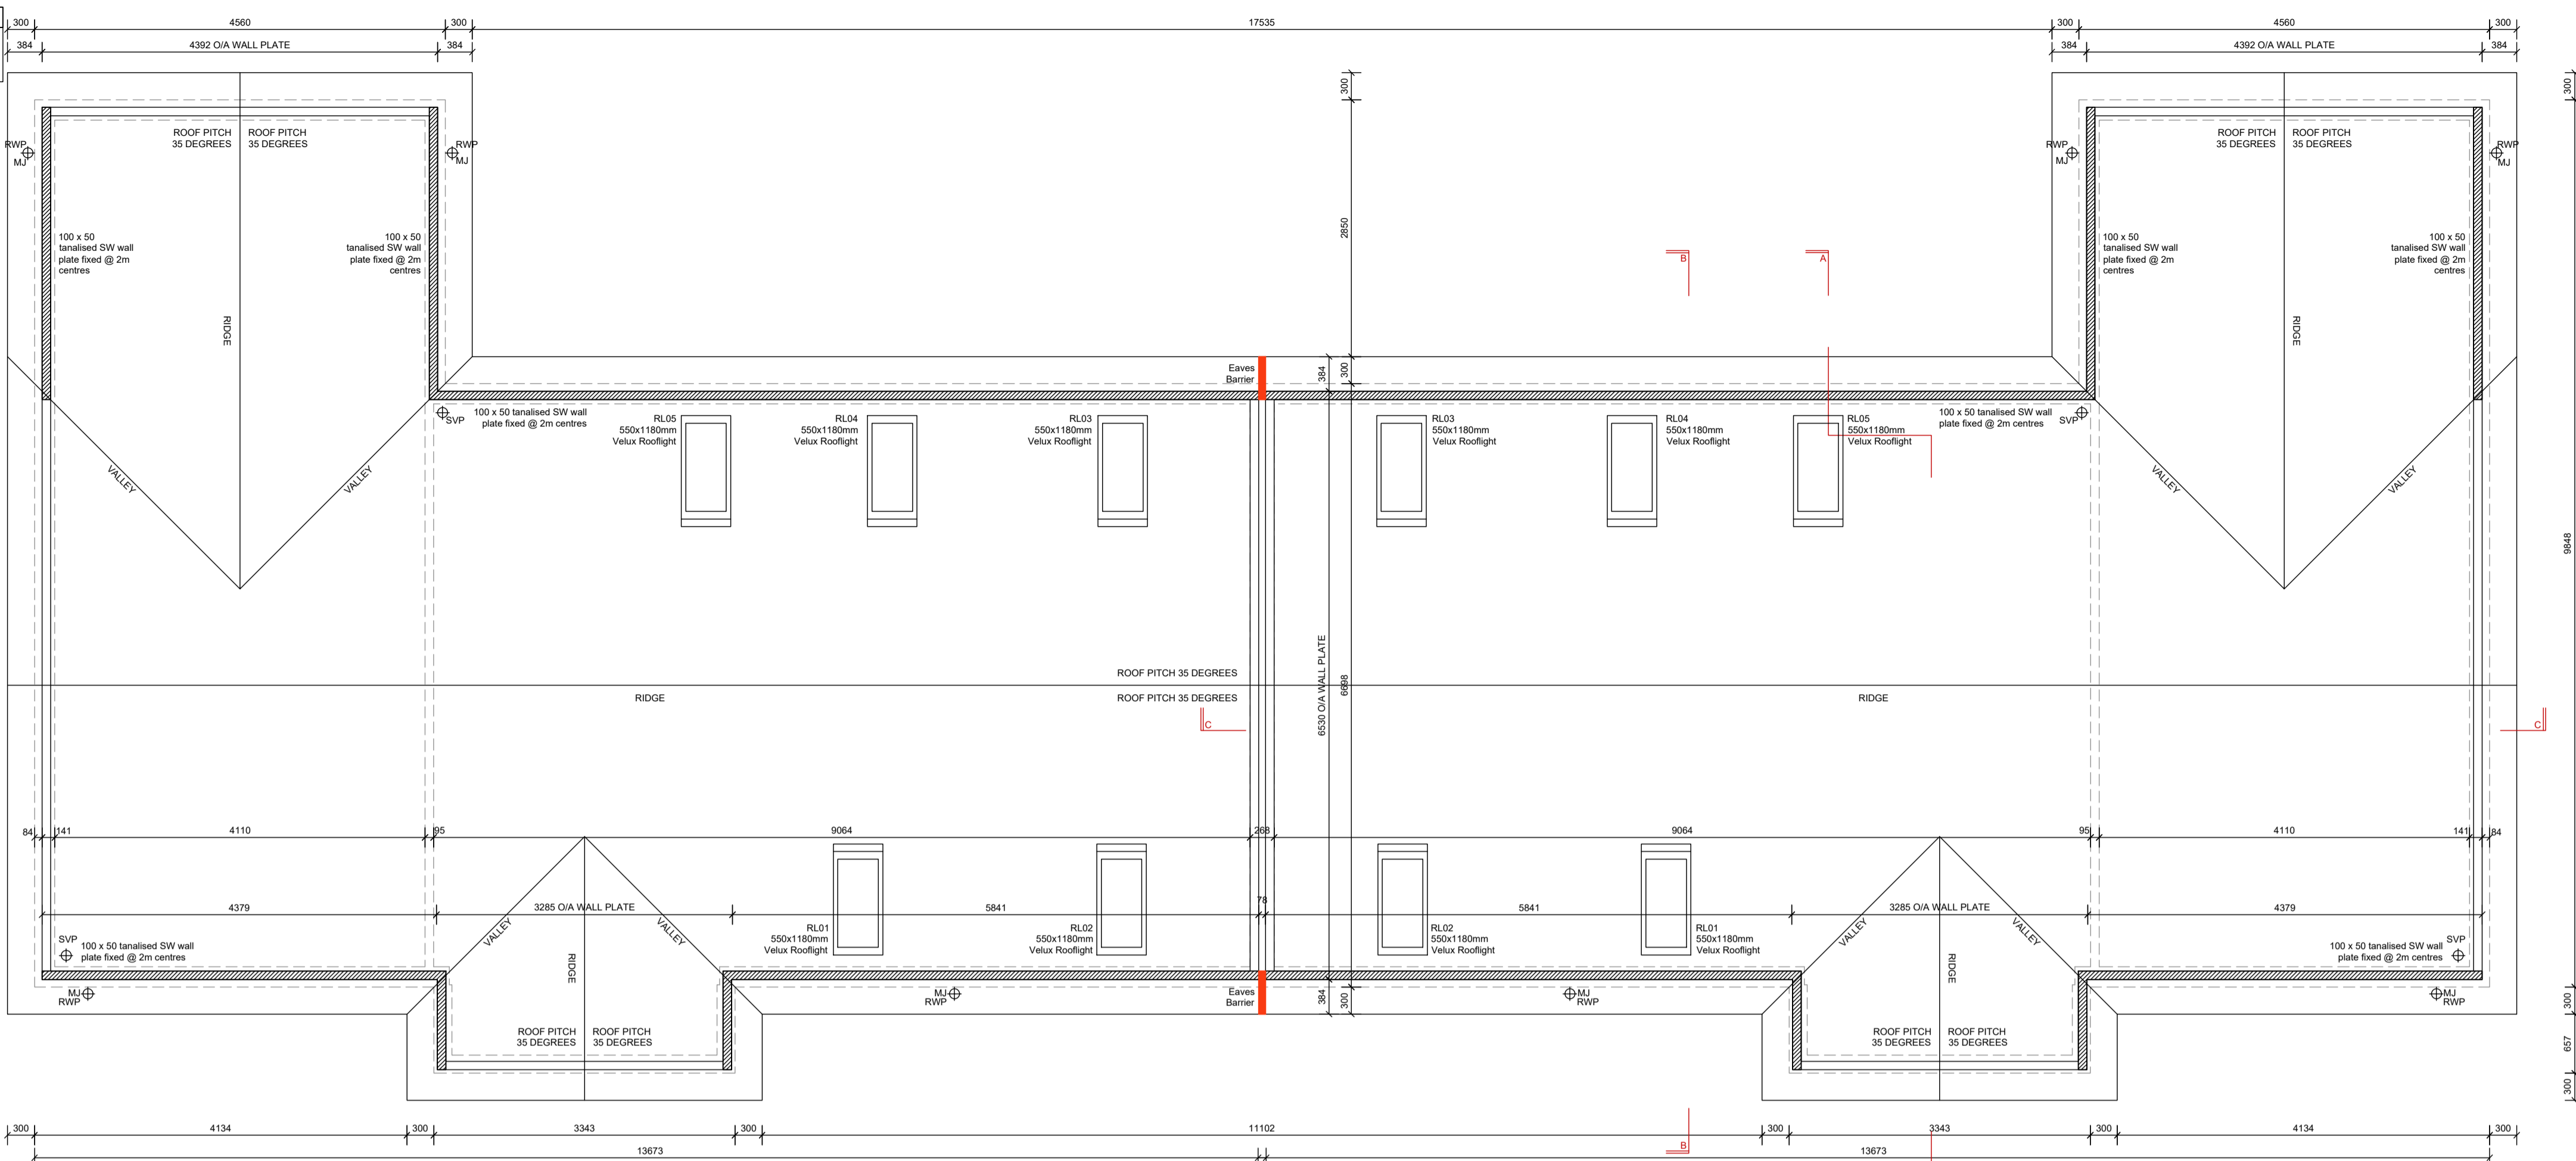 300
4560
300
17535
300
4560
300
384
4392 O/A WALL PLATE
384
384
4392 O/A WALL PLATE
384
300
300
ROOF PITCH
35 DEGREES
ROOF PITCH
35 DEGREES
ROOF PITCH
35 DEGREES
ROOF PITCH
35 DEGREES
RWP
MJ
RWP
MJ
RWP
MJ
RWP
MJ
100 x 50
tanalised SW wall
plate fixed @ 2m
centres
100 x 50
tanalised SW wall
plate fixed @ 2m
centres
2850
B
A
100 x 50
tanalised SW wall
plate fixed @ 2m
centres
100 x 50
tanalised SW wall
plate fixed @ 2m
centres
RIDGE
RIDGE
Eaves
Barrier
384
300
SVP
100 x 50 tanalised SW wall
plate fixed @ 2m centres
RL05
550x1180mm
Velux Rooflight
RL04
550x1180mm
Velux Rooflight
RL03
550x1180mm
Velux Rooflight
RL03
550x1180mm
Velux Rooflight
RL04
550x1180mm
Velux Rooflight
RL05
550x1180mm
Velux Rooflight
100 x 50 tanalised SW wall
plate fixed @ 2m centres
SVP
VALLEY
VALLEY
VALLEY
VALLEY
9848
ROOF PITCH 35 DEGREES
6530 O/A WALL PLATE
6698
RIDGE
ROOF PITCH 35 DEGREES
RIDGE
C
C
84
141
4110
95
9064
268
9064
95
4110
141
84
4379
3285 O/A WALL PLATE
5841
78
5841
3285 O/A WALL PLATE
4379
VALLEY
VALLEY
VALLEY
VALLEY
RL01
550x1180mm
Velux Rooflight
RL02
550x1180mm
Velux Rooflight
RL02
550x1180mm
Velux Rooflight
RL01
550x1180mm
Velux Rooflight
SVP
100 x 50 tanalised SW wall
plate fixed @ 2m centres
100 x 50 tanalised SW wall
plate fixed @ 2m centres
SVP
RIDGE
RIDGE
MJ
RWP
MJ
RWP
Eaves
Barrier
384
300
MJ
RWP
MJ
RWP
300
ROOF PITCH
35 DEGREES
ROOF PITCH
35 DEGREES
ROOF PITCH
35 DEGREES
ROOF PITCH
35 DEGREES
657
300
300
4134
300
3343
300
11102
300
3343
300
4134
300
B
13673
13673